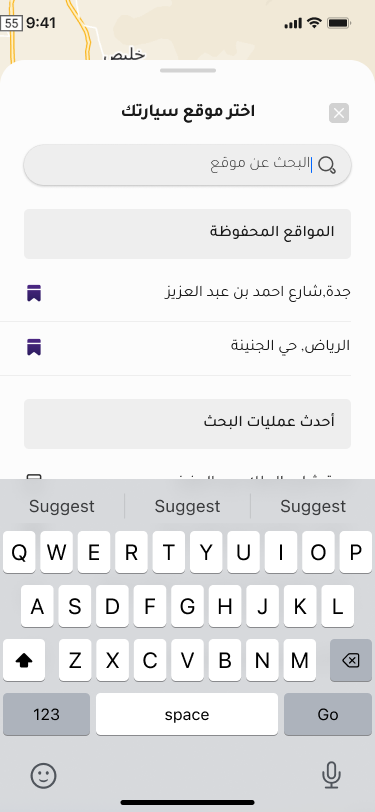 55
9:41
خليص
اختر موقع سيارتك
البحث عن موقع
المواقع المحفوظة
جدة,شارع احمد بن عبد العزيز
الرياض, حي الجنينة
أحدث عمليات البحث
Suggest Suggest Suggest
Q W E R T Y U I O P
A S D F G H J K L
Z X C V B N M
123 space Go